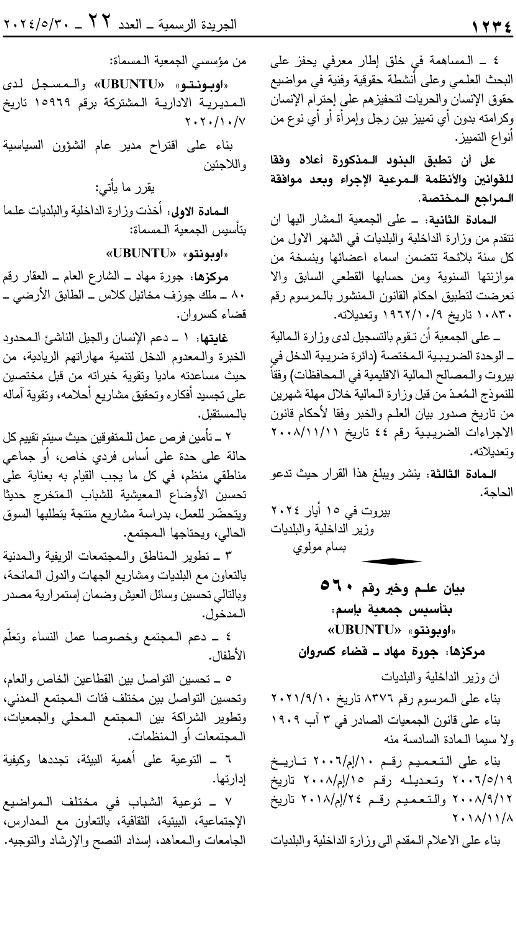 ١٢٣٤
الجريدة الرسمية ـ العدد ٢٢ ـ ٢٠٢٤/٥/٣٠
٤ ـ المساهمة في خلق إطار معرفي يحفز على
البحث العلمي وعلى أنشطة حقوقية وفنية في مواضيع
حقوق الإنسان والحريات لتحفيزهم على إحترام الإنسان
وكرامته بدون أي تمييز بين رجل وإمرأة أو أي نوع من
أنواع التمييز.
على ان تطبق البنود المذكورة اعلاه وفقا
للقوانين والأنظمة المرعية الإجراء وبعد موافقة
المراجع المختصة.
المادة الثانية: ـ على الجمعية المشار اليها ان
تتقدم من وزارة الداخلية والبلديات في الشهر الاول من
كل سنة بلائحة تتضمن اسماء اعضائها وبنسخة من
موازنتها السنوية ومن حسابها القطعي السابق والا
تعرضت لتطبيق احكام القانون المنشور بالمرسوم رقم
١٠٨٣٠ تاريخ ١٩٦٢/١٠/٩ وتعديلاته.
ـ على الجمعية أن تقوم بالتسجيل لدى وزارة المالية
ـ الوحدة الضريبية المختصة (دائرة ضريبة الدخل في
بيروت والمصالح المالية الاقليمية في المحافظات) وفقاً
للنموذج المُعدّ من قبل وزارة المالية خلال مهلة شهرين
من تاريخ صدور بيان العلم والخبر وفقا لأحكام قانون
الاجراءات الضريبية رقم ٤٤ تاريخ ٢٠٠٨/١١/١١
وتعديلاته.
المادة الثالثة: ينشر ويبلغ هذا القرار حيث تدعو
الحاجة.
بيروت في ١٥ أيار ٢٠٢٤
وزير الداخلية والبلديات
بسام مولوي
بيان علم وخبر رقم ٥٦٠
بتأسيس جمعية بإسم:
«اوبونتو» «UBUNTU»
مركزها: جورة مهاد ـ قضاء كسروان
ان وزير الداخلية والبلديات
بناء على المرسوم رقم ٨٣٧٦ تاريخ ٢٠٢١/٩/١٠
بناء على قانون الجمعيات الصادر في ٣ آب ١٩٠٩
ولا سيما المادة السادسة منه
بناء على التعميم رقم ١٠/إم/٢٠٠٦ تاريخ
٢٠٠٦/٥/١٩ وتعديله رقم ١٥/إم/٢٠٠٨ تاريخ
٢٠٠٨/٩/١٢ والتعميم رقم ٢٤/إم/٢٠١٨ تاريخ
٢٠١٨/١١/٨
بناء على الاعلام المقدم الى وزارة الداخلية والبلديات
من مؤسسي الجمعية المسماة:
«اوبونتو» «UBUNTU» والمسجل لدى
المديرية الادارية المشتركة برقم ١٥٩٦٩ تاريخ
٢٠٢٠/١٠/٧
بناء على اقتراح مدير عام الشؤون السياسية
واللاجئين
يقرر ما يأتي:
المادة الاولى: أخذت وزارة الداخلية والبلديات علما
بتأسيس الجمعية المسماة:
«اوبونتو» «UBUNTU»
مركزها: جورة مهاد ـ الشارع العام ـ العقار رقم
٨٠ ـ ملك جوزف مخائيل كلاس ـ الطابق الأرضي ـ
قضاء كسروان.
غايتها: ١ ـ دعم الإنسان والجيل الناشئ المحدود
الخبرة والمعدوم الدخل لتنمية مهاراتهم الريادية، من
حيث مساعدته ماديا وتقوية خبراته من قبل مختصين
على تجسيد أفكاره وتحقيق مشاريع أحلامه، وتقوية آماله
بالمستقبل.
٢ ـ تأمين فرص عمل للمتفوقين حيث سيتم تقييم كل
حالة على حدة على أساس فردي خاص، أو جماعي
مناطقي منظم، في كل ما يجب القيام به بعناية على
تحسين الأوضاع المعيشية للشباب المتخرج حديثا
ويتحضّر للعمل، بدراسة مشاريع منتجة يتطلبها السوق
الحالي، ويحتاجها المجتمع.
٣ ـ تطوير المناطق والمجتمعات الريفية والمدنية
بالتعاون مع البلديات ومشاريع الجهات والدول المانحة،
وبالتالي تحسين وسائل العيش وضمان إستمرارية مصدر
المدخول.
٤ ـ دعم المجتمع وخصوصا عمل النساء وتعلّم
الأطفال.
٥ ـ تحسين التواصل بين القطاعين الخاص والعام،
وتحسين التواصل بين مختلف فئات المجتمع المدني،
وتطوير الشراكة بين المجتمع المحلي والجمعيات،
المجتمعات أو المنظمات.
٦ ـ التوعية على أهمية البيئة، تجددها وكيفية
إدارتها.
٧ ـ توعية الشباب في مختلف المواضيع
الإجتماعية، البيئية، الثقافية، بالتعاون مع المدارس،
الجامعات والمعاهد، إسداد النصح والإرشاد والتوجيه.